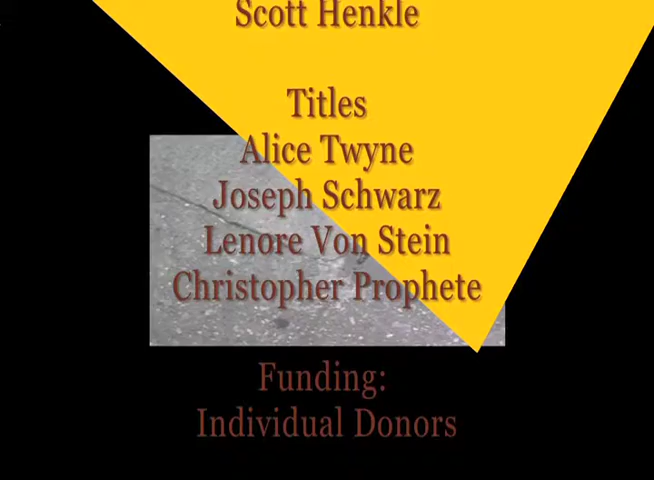 Scott Henkle
Titles
Alice Twyne
Joseph Schwarz
Lenore Von Stein
Christopher Prophete
Funding:
Individual Donors